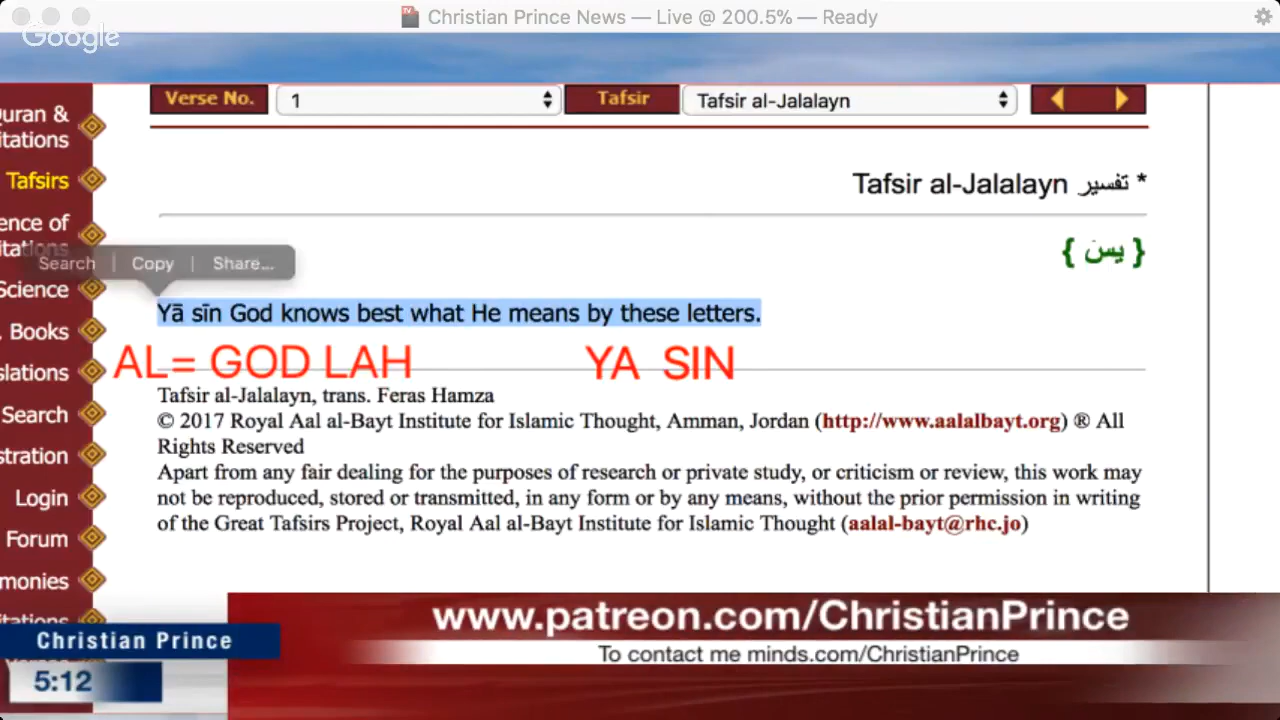 Christian Prince News — Live @ 200.5% — Ready
Google
Verse No. 1 Tafsir Tafsir al-Jalalayn
uran &
itations
Tafsirs
ence of
Science
. Books
slations
Search
stration
Login
Forum
monies
itations
* تفسير Tafsir al-Jalalayn
{ يسۤ }
Search | Copy | Share...
Yā sīn God knows best what He means by these letters.
AL= GOD LAH YA SIN
Tafsir al-Jalalayn, trans. Feras Hamza
© 2017 Royal Aal al-Bayt Institute for Islamic Thought, Amman, Jordan (http://www.aalalbayt.org) ® All
Rights Reserved
Apart from any fair dealing for the purposes of research or private study, or criticism or review, this work may
not be reproduced, stored or transmitted, in any form or by any means, without the prior permission in writing
of the Great Tafsirs Project, Royal Aal al-Bayt Institute for Islamic Thought (aalal-bayt@rhc.jo)
www.patreon.com/ChristianPrince
Christian Prince
To contact me minds.com/ChristianPrince
5:12